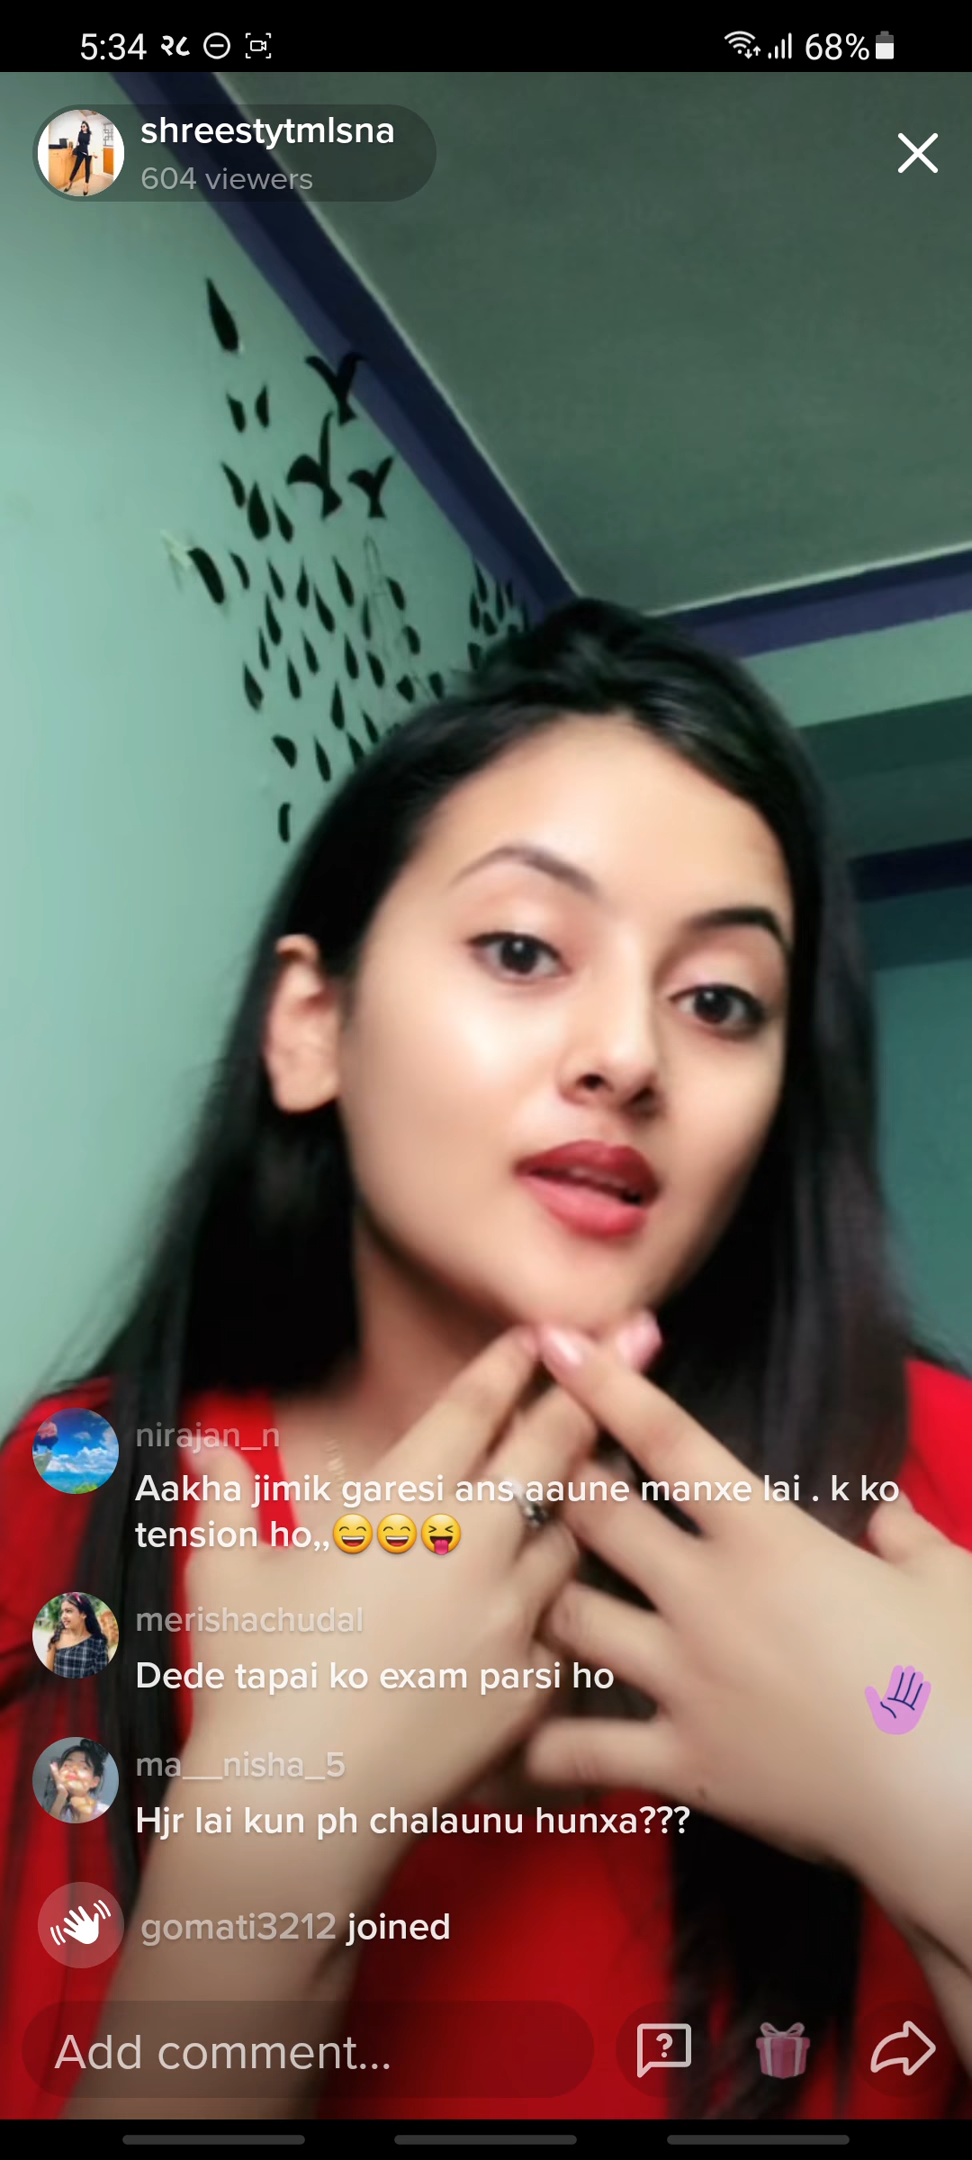 5:34 २८ 68%
shreestytmlsna
604 viewers
nirajan_n
Aakha jimik garesi ans aaune manxe lai . k ko
tension ho,,😄😄😝
merishachudal
Dede tapai ko exam parsi ho
ma__nisha_5
Hjr lai kun ph chalaunu hunxa???
gomati3212 joined
Add comment...
?